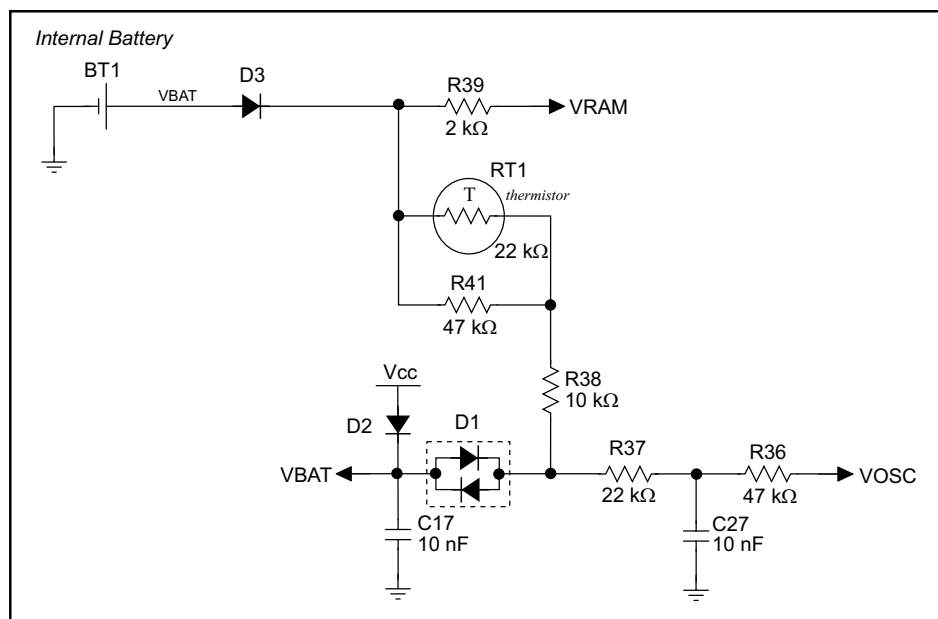 Internal Battery
BT1
VBAT
D3
R39
2 kΩ
VRAM
RT1
thermistor
T
22 kΩ
R41
47 kΩ
R38
10 kΩ
Vcc
D2
D1
VBAT
R37
22 kΩ
R36
47 kΩ
VOSC
C17
10 nF
C27
10 nF